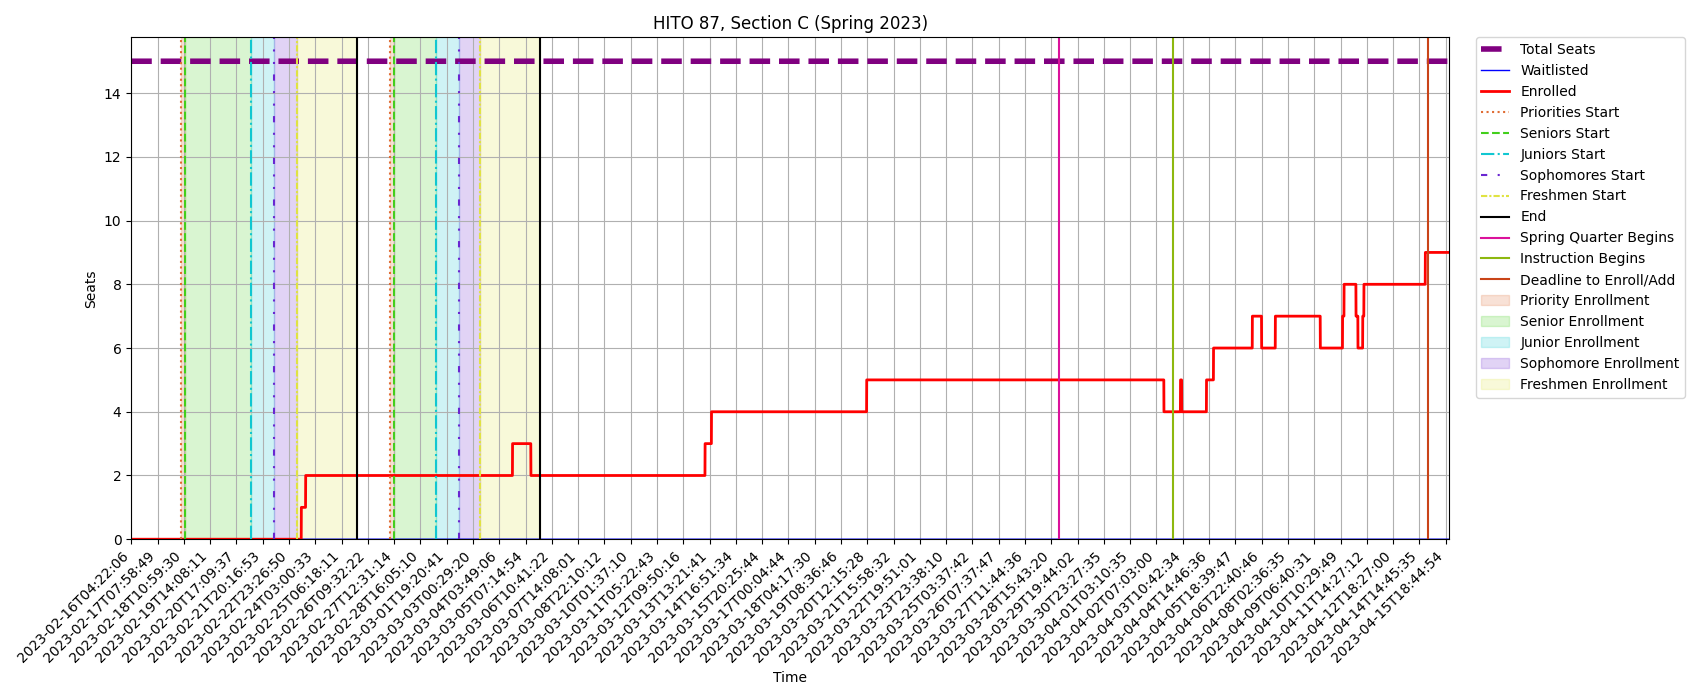 HITO 87, Section C (Spring 2023)
Seats
14
12
10
8
6
4
2
0
2023-02-16T04:22:06
2023-02-17T07:58:49
2023-02-18T10:59:30
2023-02-19T14:08:11
2023-02-20T17:09:37
2023-02-21T20:16:53
2023-02-22T23:26:50
2023-02-24T03:00:33
2023-02-25T06:18:11
2023-02-26T09:32:22
2023-02-27T12:31:14
2023-02-28T16:05:10
2023-03-01T19:20:41
2023-03-03T00:29:20
2023-03-04T03:49:06
2023-03-05T07:14:54
2023-03-06T10:41:22
2023-03-07T14:08:01
2023-03-08T22:10:12
2023-03-10T01:37:10
2023-03-11T05:22:43
2023-03-12T09:50:16
2023-03-13T13:21:41
2023-03-14T16:51:34
2023-03-15T20:25:44
2023-03-17T00:04:44
2023-03-18T04:17:30
2023-03-19T08:36:46
2023-03-20T12:15:28
2023-03-21T15:58:32
2023-03-22T19:51:01
2023-03-23T23:38:10
2023-03-25T03:37:42
2023-03-26T07:37:47
2023-03-27T11:44:36
2023-03-28T15:43:20
2023-03-29T19:44:02
2023-03-30T23:27:35
2023-04-01T03:10:35
2023-04-02T07:03:00
2023-04-03T10:42:34
2023-04-04T14:46:36
2023-04-05T18:39:47
2023-04-06T22:40:46
2023-04-08T02:36:35
2023-04-09T06:40:31
2023-04-10T10:29:49
2023-04-11T14:27:12
2023-04-12T18:27:00
2023-04-14T14:45:35
2023-04-15T18:44:54
Time
Total Seats
Waitlisted
Enrolled
Priorities Start
Seniors Start
Juniors Start
Sophomores Start
Freshmen Start
End
Spring Quarter Begins
Instruction Begins
Deadline to Enroll/Add
Priority Enrollment
Senior Enrollment
Junior Enrollment
Sophomore Enrollment
Freshmen Enrollment